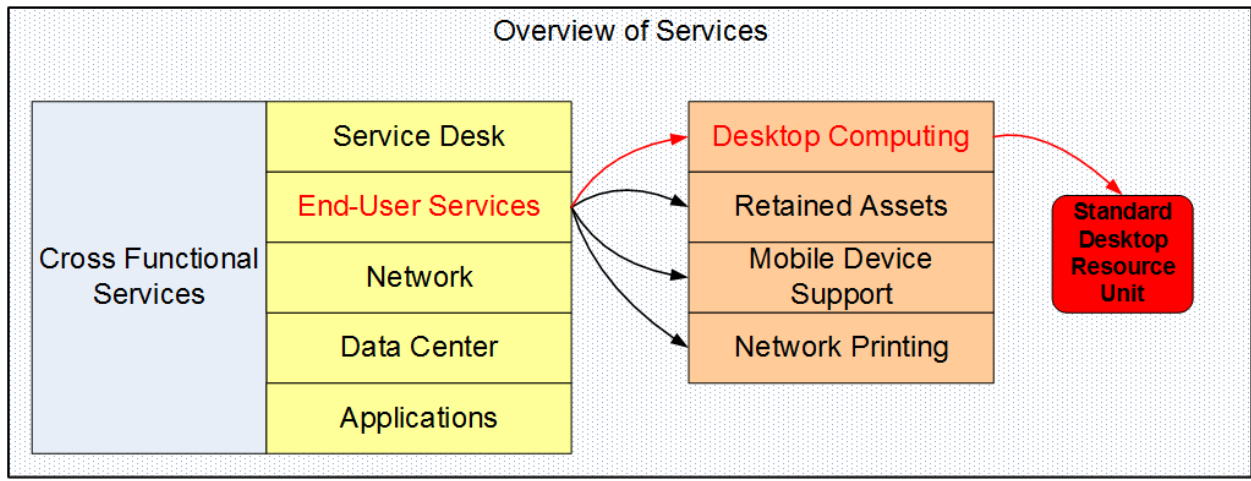 Overview of Services
Cross Functional
Services
Service Desk
End-User Services
Network
Data Center
Applications
Desktop Computing
Retained Assets
Mobile Device
Support
Network Printing
Standard
Desktop
Resource
Unit